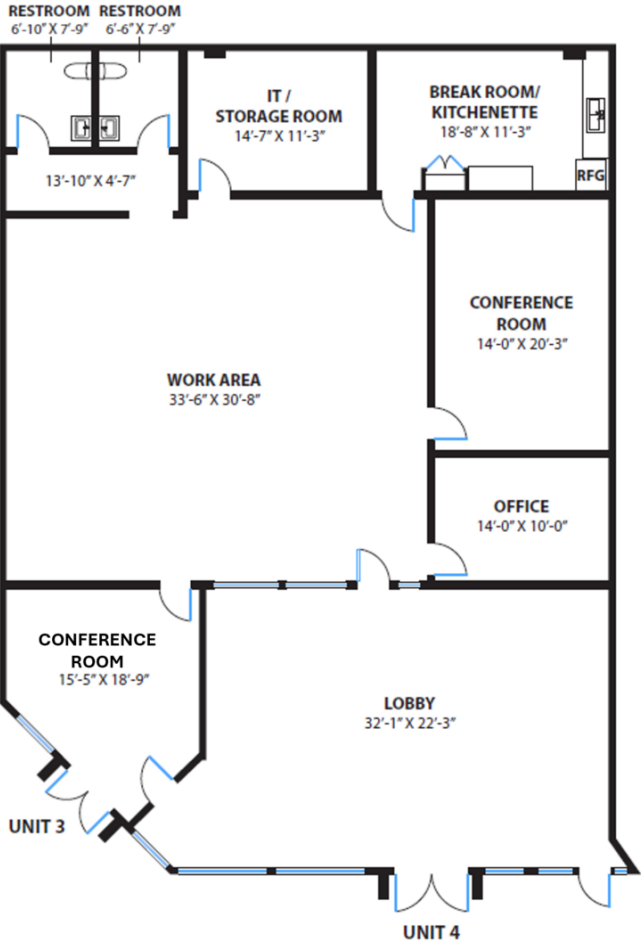 RESTROOM
6'-10" X 7'-9"
RESTROOM
6'-6" X 7'-9"
IT /
STORAGE ROOM
14'-7" X 11'-3"
BREAK ROOM/
KITCHENETTE
18'-8" X 11'-3"
RFG
13'-10" X 4'-7"
CONFERENCE
ROOM
14'-0" X 20'-3"
WORK AREA
33'-6" X 30'-8"
OFFICE
14'-0" X 10'-0"
CONFERENCE
ROOM
15'-5" X 18'-9"
LOBBY
32'-1" X 22'-3"
UNIT 3
UNIT 4